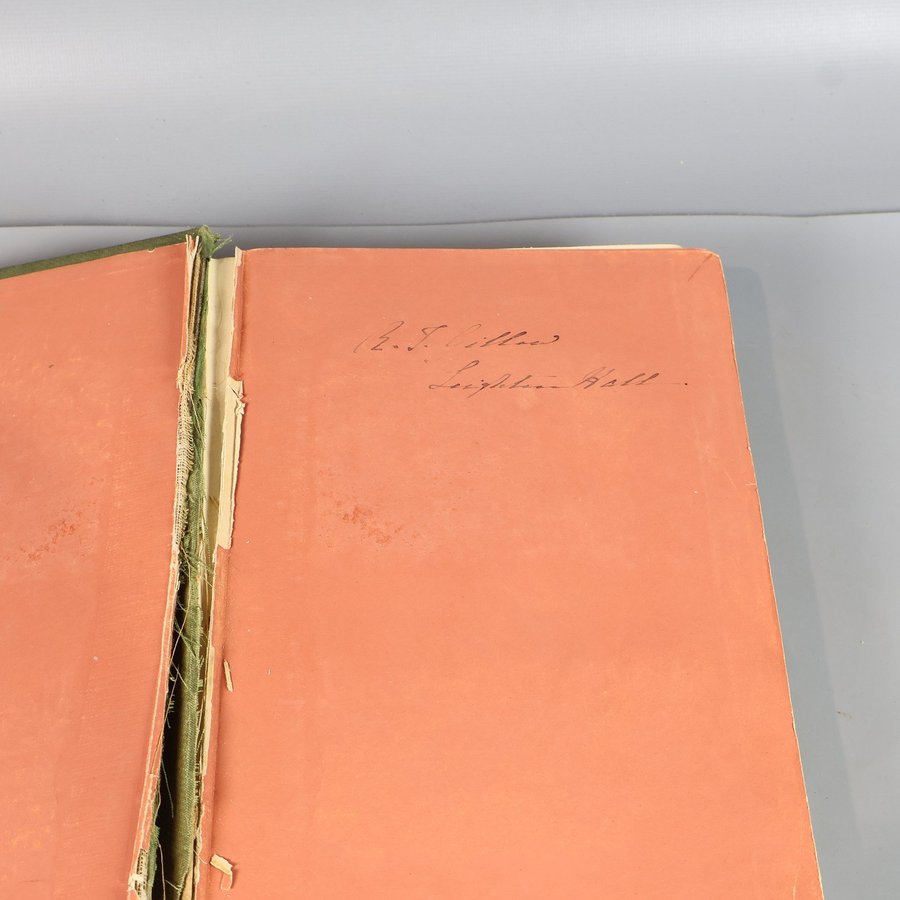 R. T. Gillow
Leighton Hall.